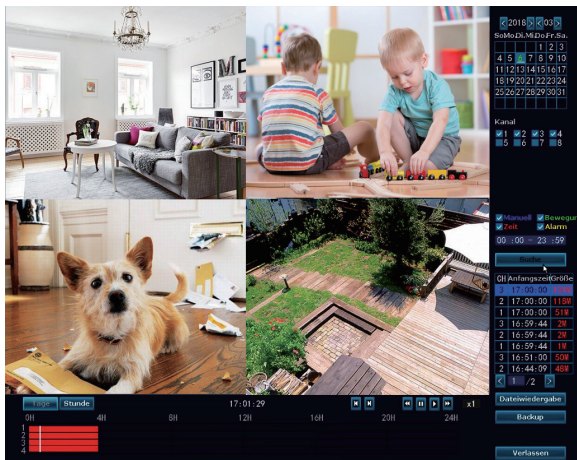 < 2018 > < 03 >
So Mo. Di. Mi. Do. Fr. Sa.
1 2 3
4 5 6 7 8 9 10
11 12 13 14 15 16 17
18 19 20 21 22 23 24
25 26 27 28 29 30 31
Kanal
1 2 3 4
5 6 7 8
Manuell Bewegur
Zeit Alarm
00 :00 - 23 :59
Suche
CH Anfangszeit Größe
3 17:00:00
2 17:00:00 118M
1 17:00:00 51M
3 16:59:44 2M
2 16:59:44 2M
1 16:59:44 1M
3 16:51:00 50M
2 16:44:09 48M
< 1 /2 >
Dateiwiedergabe
Backup
Verlassen
Tage Stunde 17:01:29 x1
0H 4H 8H 12H 16H 20H 24H
1
2
3
4